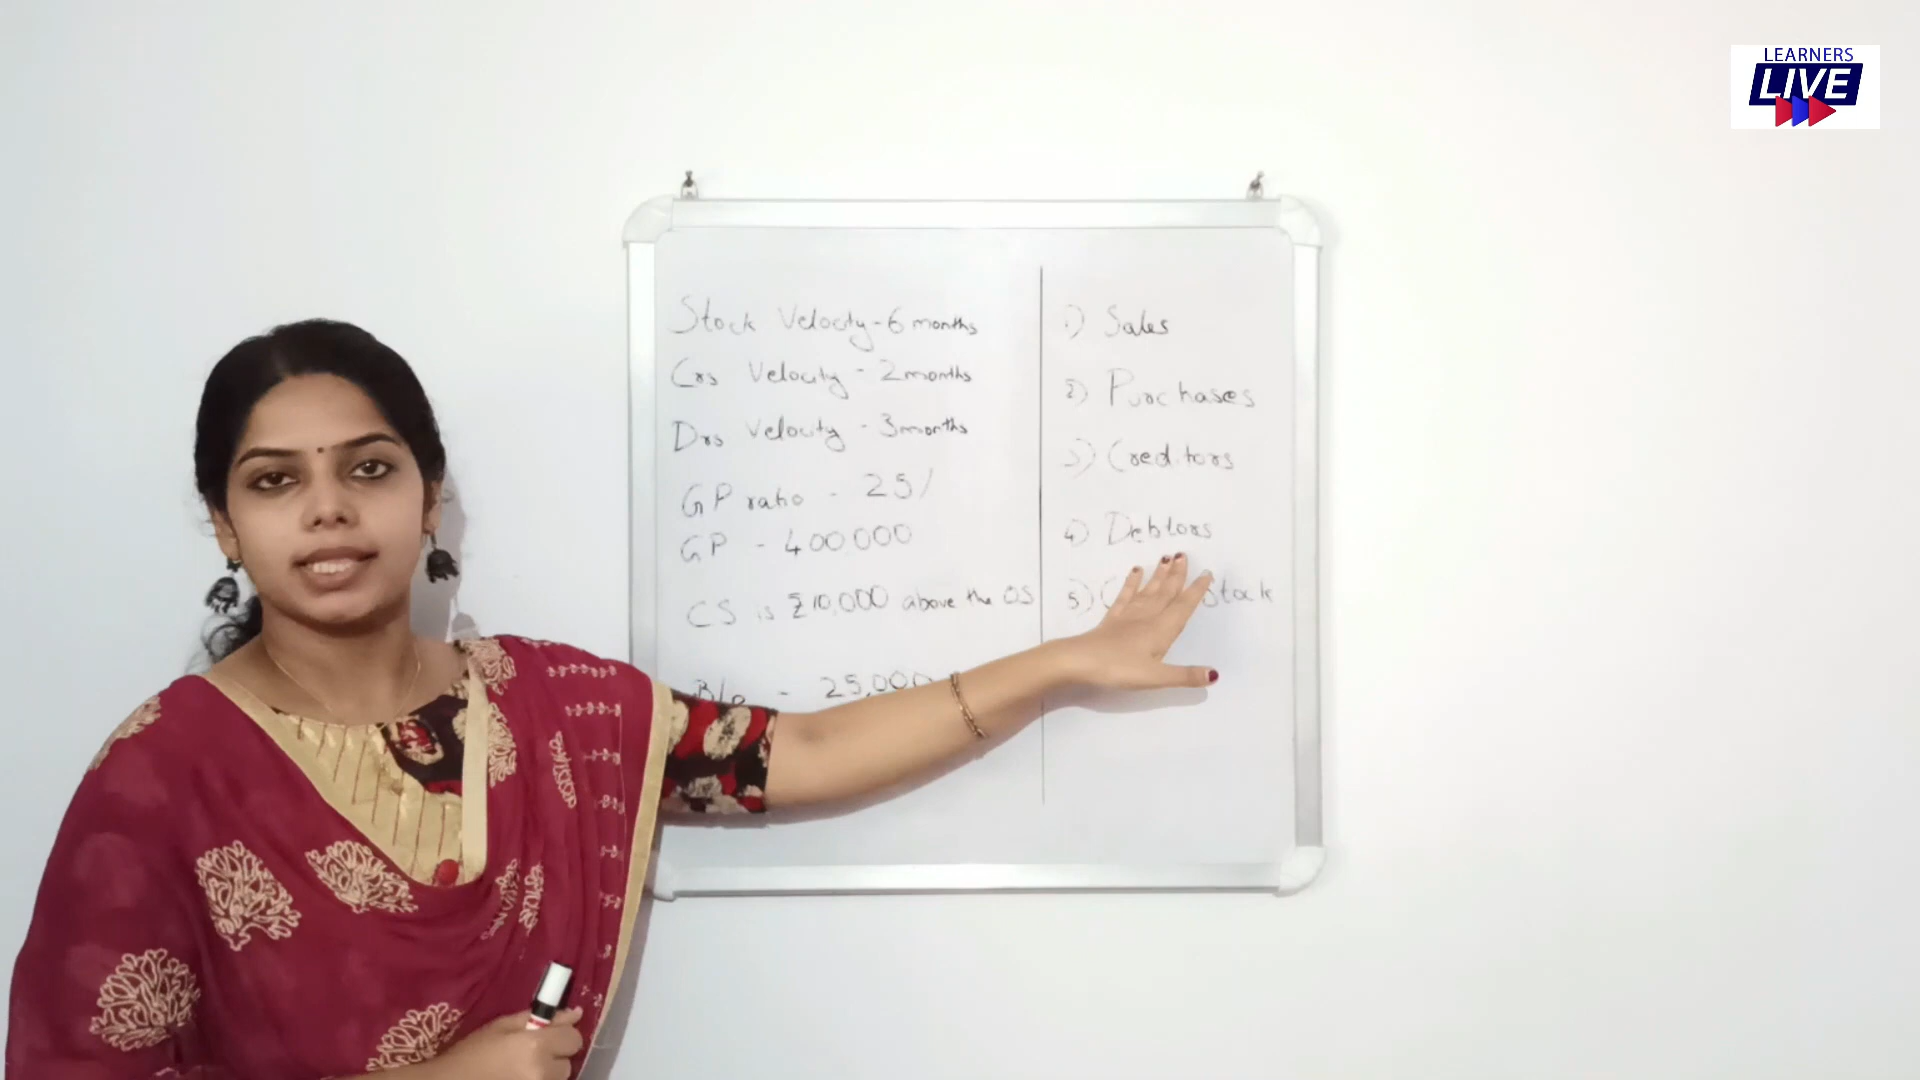 LEARNERS
LIVE
Stock Velocity - 6 months
Crs Velocity - 2 months
Drs Velocity - 3 months
GP ratio - 25/
GP - 400,000
CS is ₹10,000 above the OS
B/p - 25,000
1) Sales
2) Purchases
3) Creditors
4) Debtors
5) Stock